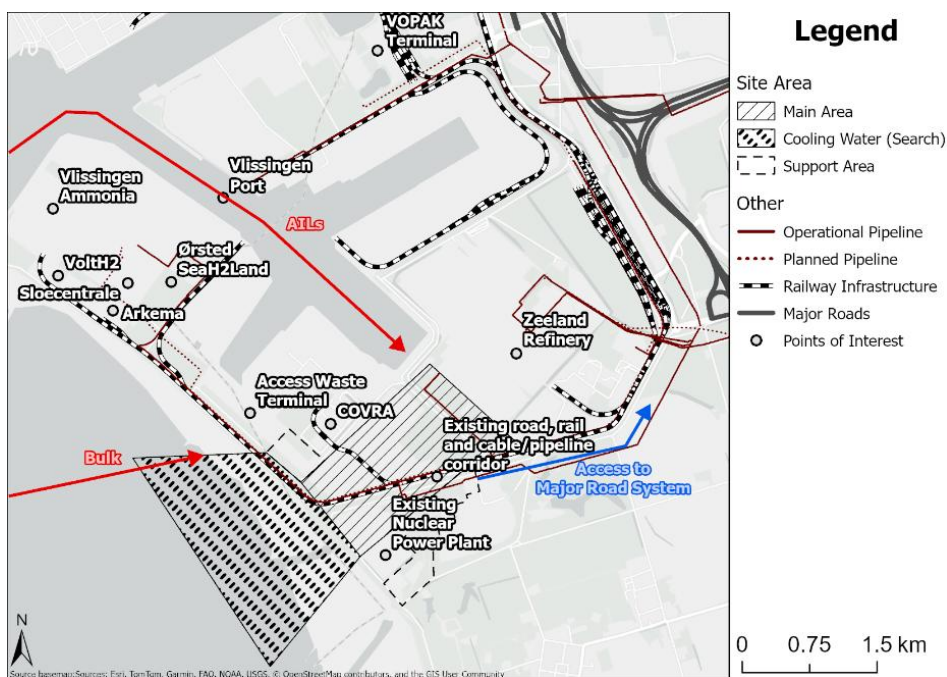 VOPAK
Terminal
Vlissingen
Port
Vlissingen
Ammonia
AILs
Ørsted
SeaH2Land
VoltH2
Sloecentrale
Arkema
Zeeland
Refinery
Access Waste
Terminal
COVRA
Existing road, rail
and cable/pipeline
corridor
Bulk
Access to
Major Road System
Existing
Nuclear
Power Plant
N
Source basemap:Sources: Esri, TomTom, Garmin, FAO, NOAA, USGS, © OpenStreetMap contributors, and the GIS User Community
Legend
Site Area
Main Area
Cooling Water (Search)
Support Area
Other
Operational Pipeline
Planned Pipeline
Railway Infrastructure
Major Roads
Points of Interest
0 0.75 1.5 km